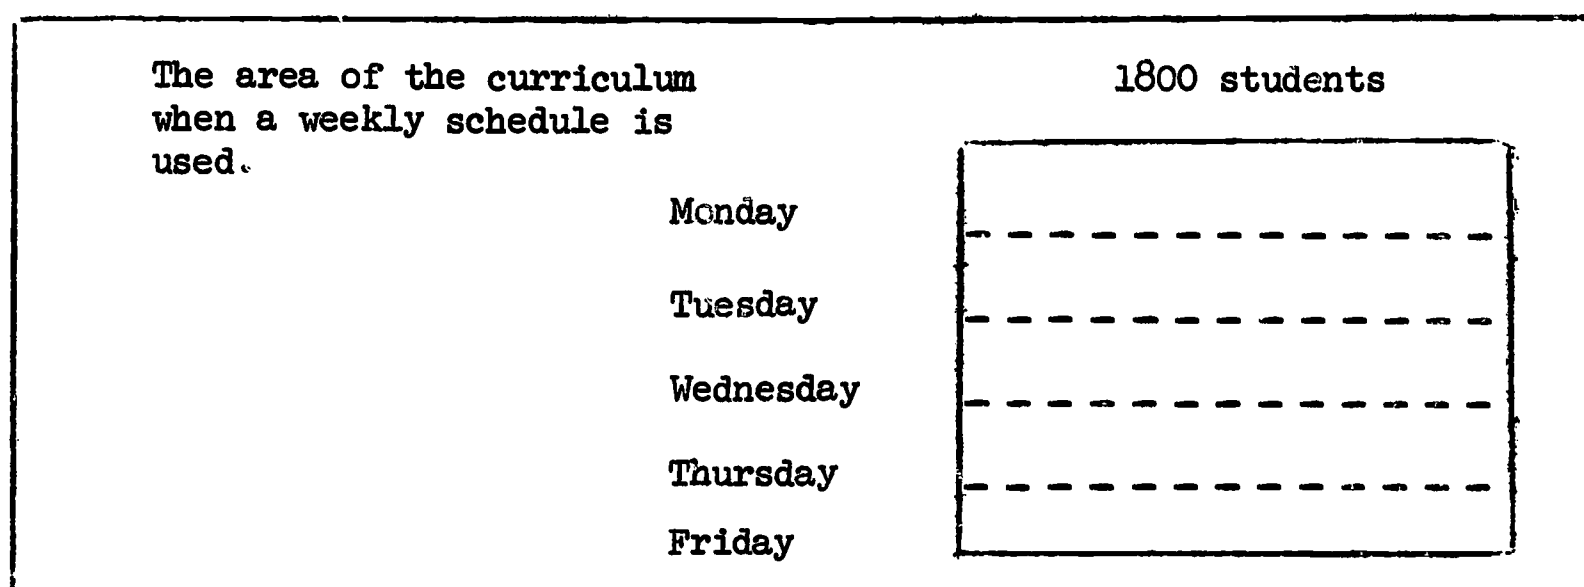 The area of the curriculum
when a weekly schedule is
used.
1800 students
Monday
Tuesday
Wednesday
Thursday
Friday